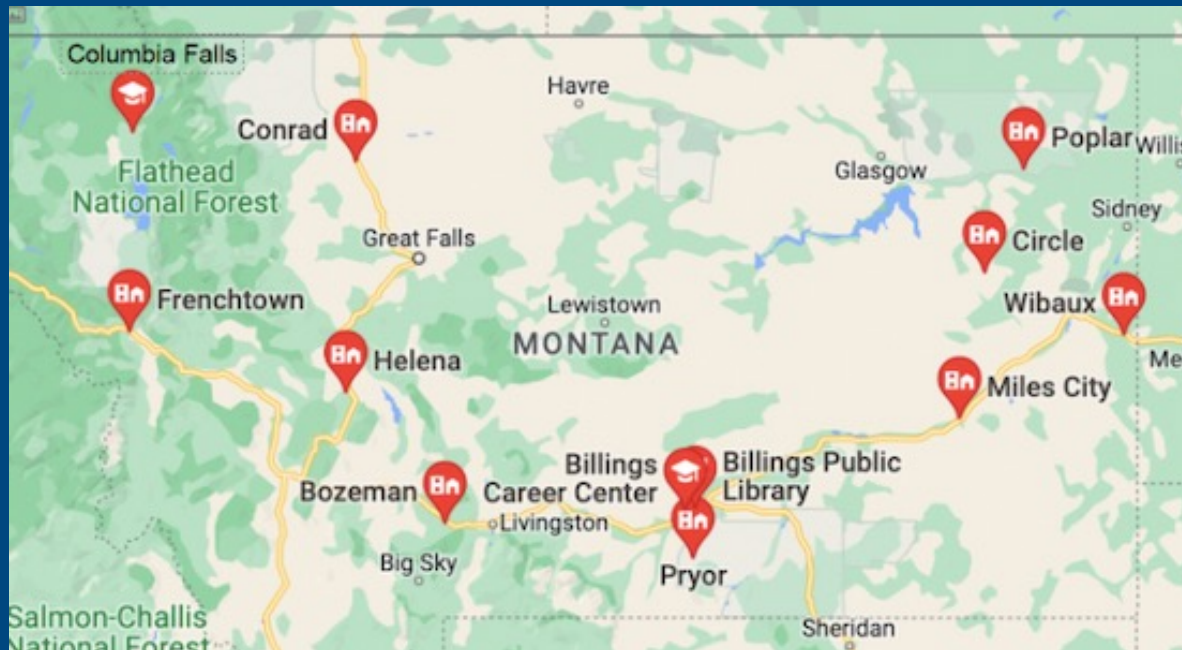 Columbia Falls
Havre
Conrad
Poplar
Willis
Glasgow
Flathead
National Forest
Sidney
Great Falls
Circle
Frenchtown
Lewistown
Wibaux
MONTANA
Helena
Me
Miles City
Billings
Career Center
Billings Public
Library
Bozeman
Livingston
Big Sky
Pryor
Salmon-Challis
National Forest
Sheridan